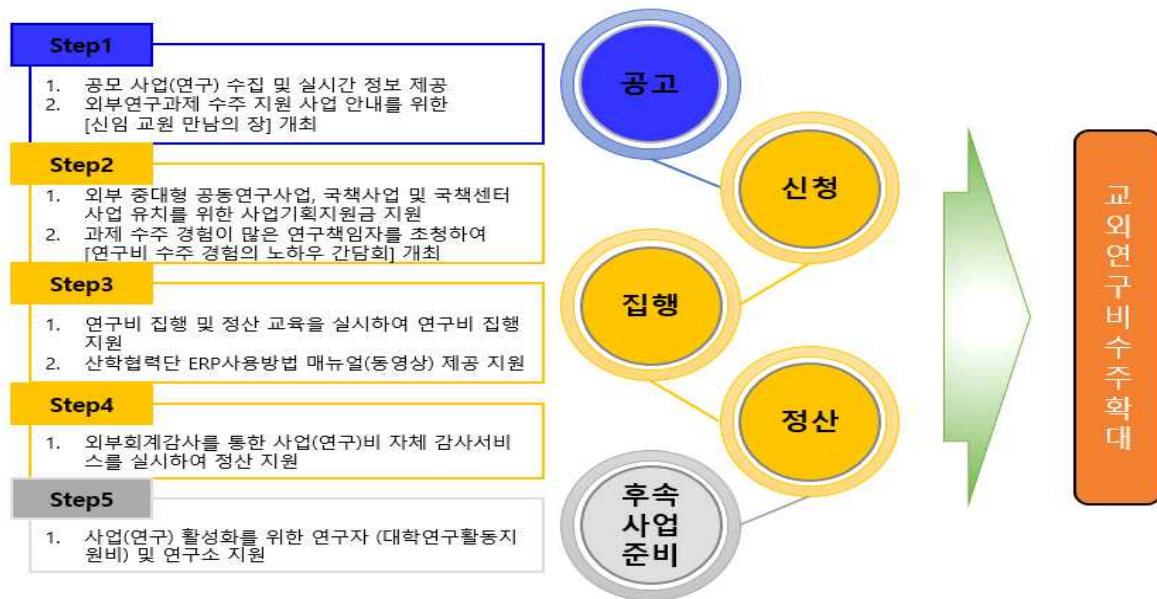 Step1
1. 공모 사업(연구) 수집 및 실시간 정보 제공
2. 외부연구과제 수주 지원 사업 안내를 위한
[신임 교원 만남의 장] 개최
Step2
1. 외부 중대형 공동연구사업, 국책사업 및 국책센터
사업 유치를 위한 사업기획지원금 지원
2. 과제 수주 경험이 많은 연구책임자를 초청하여
[연구비 수주 경험의 노하우 간담회] 개최
Step3
1. 연구비 집행 및 정산 교육을 실시하여 연구비 집행
지원
2. 산학협력단 ERP사용방법 매뉴얼(동영상) 제공 지원
Step4
1. 외부회계감사를 통한 사업(연구)비 자체 감사서비
스를 실시하여 정산 지원
Step5
1. 사업(연구) 활성화를 위한 연구자 (대학연구활동지
원비) 및 연구소 지원
공고
신청
집행
정산
후속
사업
준비
교외연구비수주확대